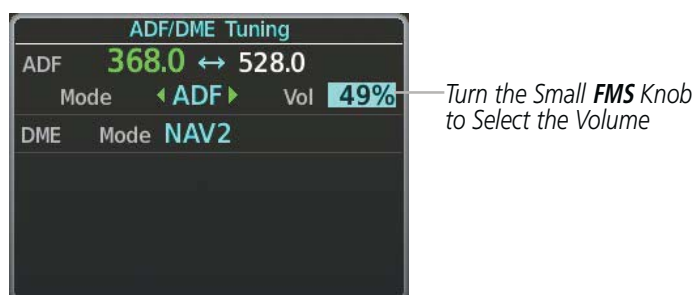 ADF/DME Tuning
ADF 368.0 ↔ 528.0
Mode ADF Vol 49%
DME Mode NAV2
Turn the Small FMS Knob
to Select the Volume